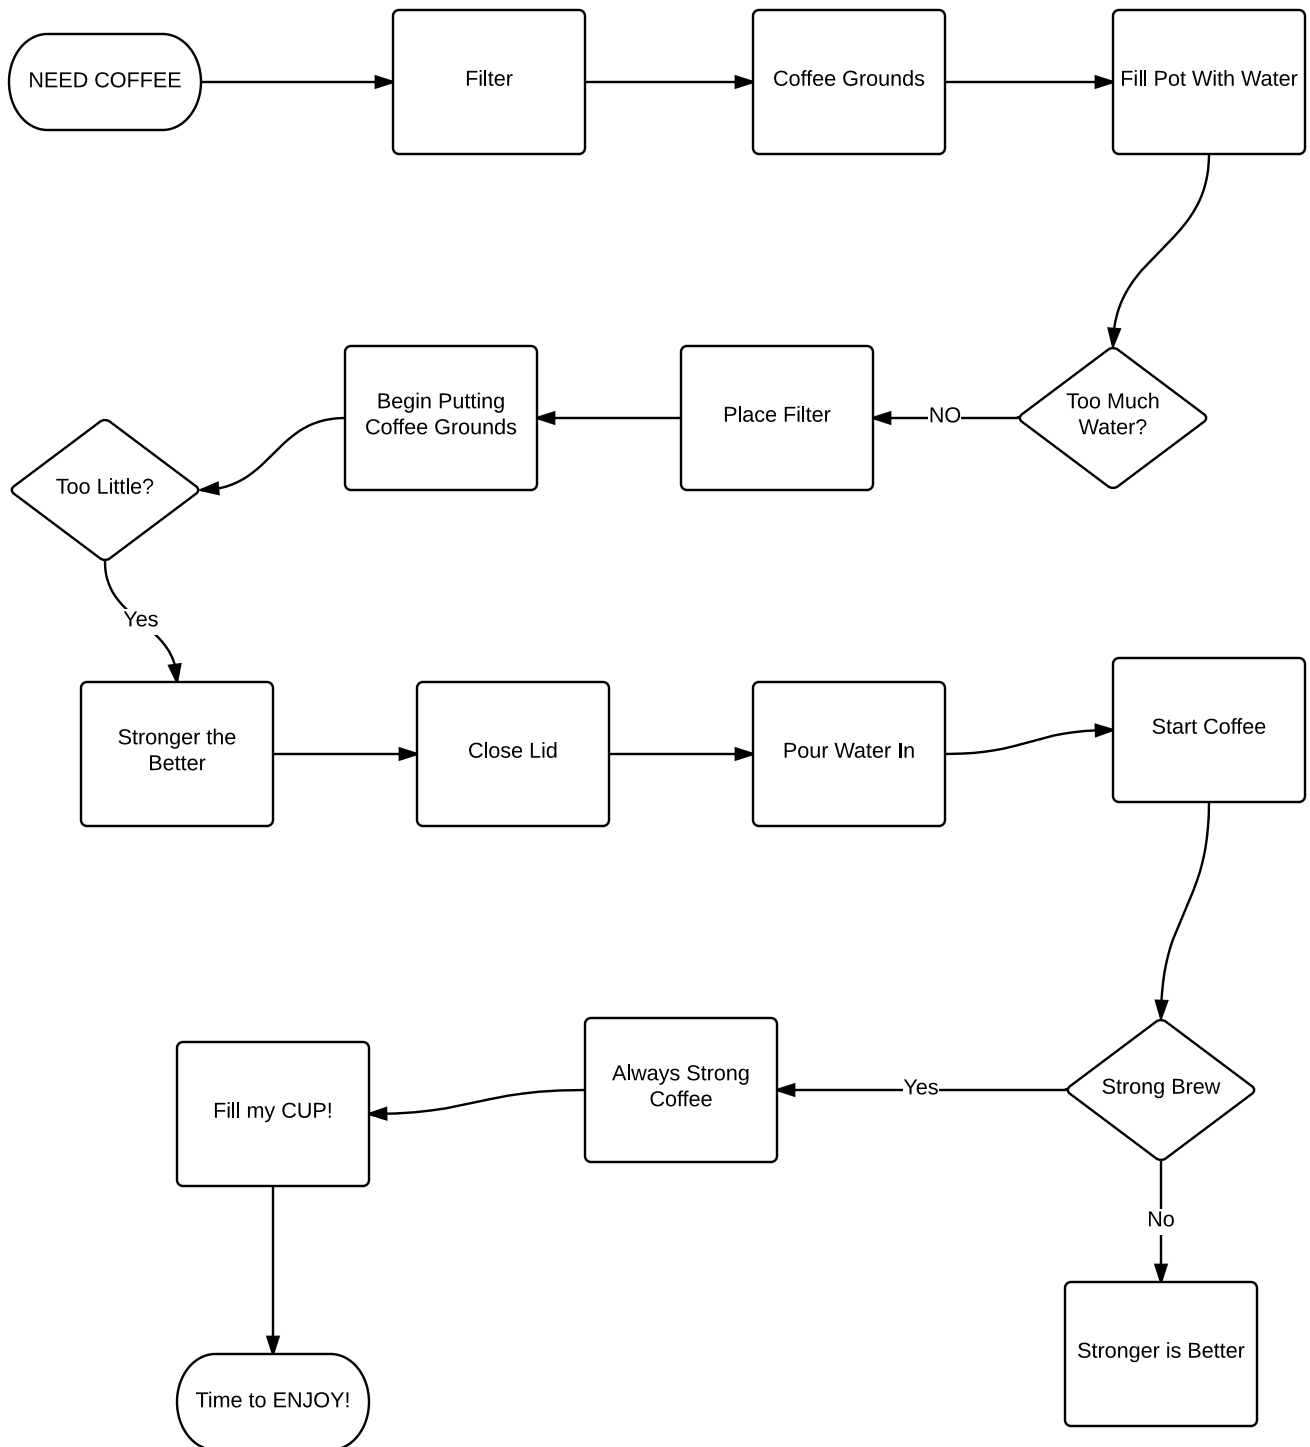 NEED COFFEE
Filter
Coffee Grounds
Fill Pot With Water
Too Much
Water?
NO
Place Filter
Begin Putting
Coffee Grounds
Too Little?
Yes
Stronger the
Better
Close Lid
Pour Water In
Start Coffee
Strong Brew
Yes
Always Strong
Coffee
Fill my CUP!
Time to ENJOY!
No
Stronger is Better